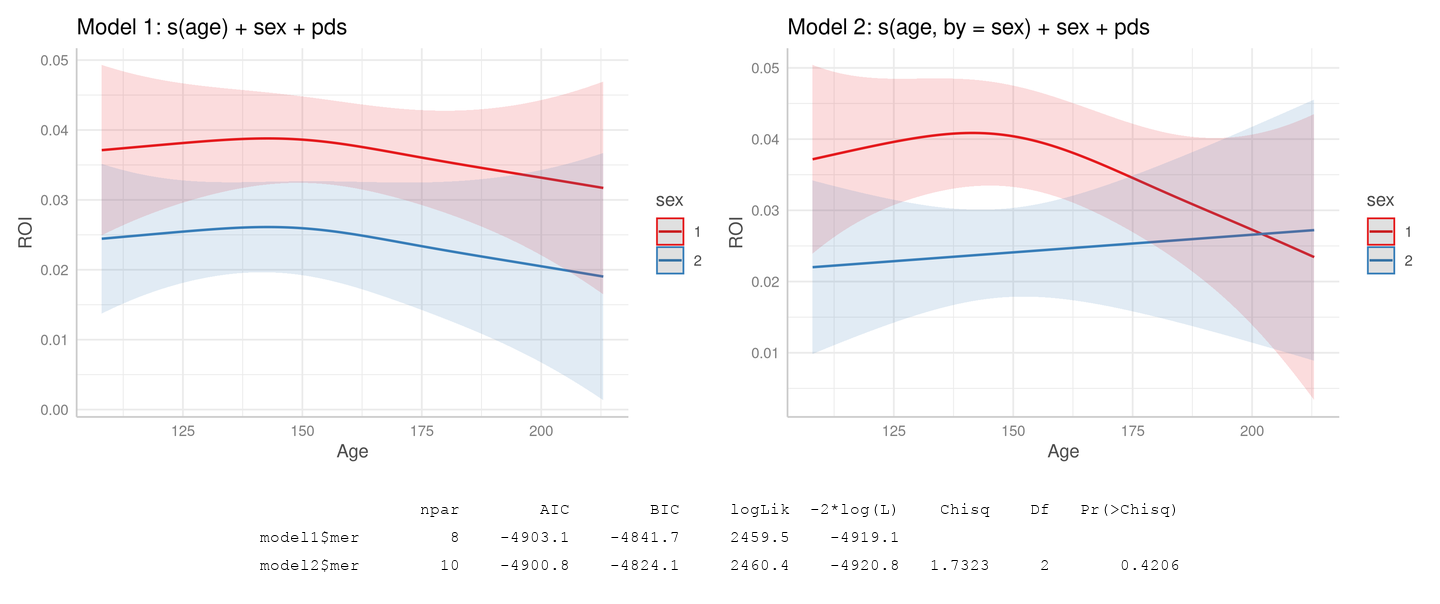 Model 1: s(age) + sex + pds
0.05
0.04
0.03
0.02
0.01
0.00
ROI
125 150 175 200
Age
sex
1
2
Model 2: s(age, by = sex) + sex + pds
0.05
0.04
0.03
0.02
0.01
ROI
125 150 175 200
Age
sex
1
2
npar AIC BIC logLik -2*log(L) Chisq Df Pr(>Chisq)
model1$mer 8 -4903.1 -4841.7 2459.5 -4919.1
model2$mer 10 -4900.8 -4824.1 2460.4 -4920.8 1.7323 2 0.4206